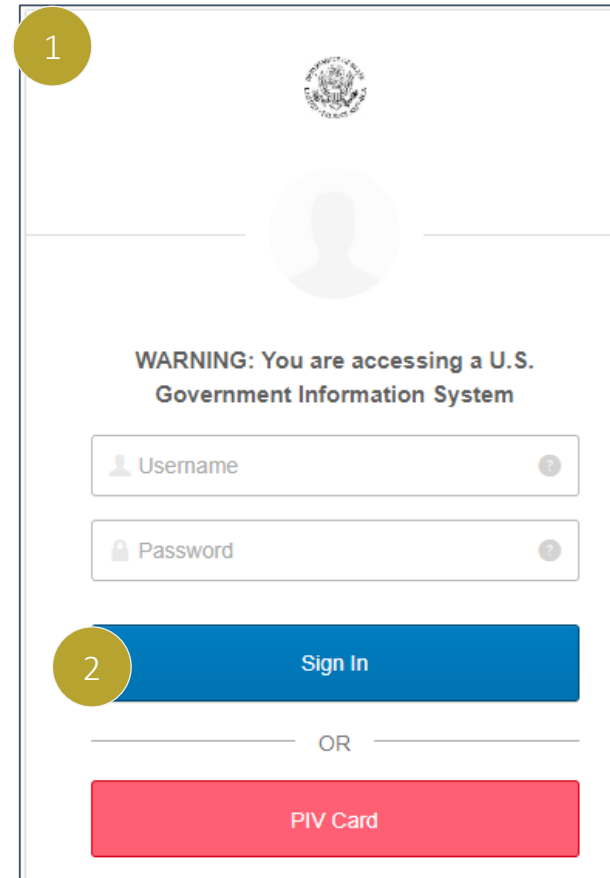 1
WARNING: You are accessing a U.S.
Government Information System
Username
?
Password
?
2
Sign In
OR
PIV Card